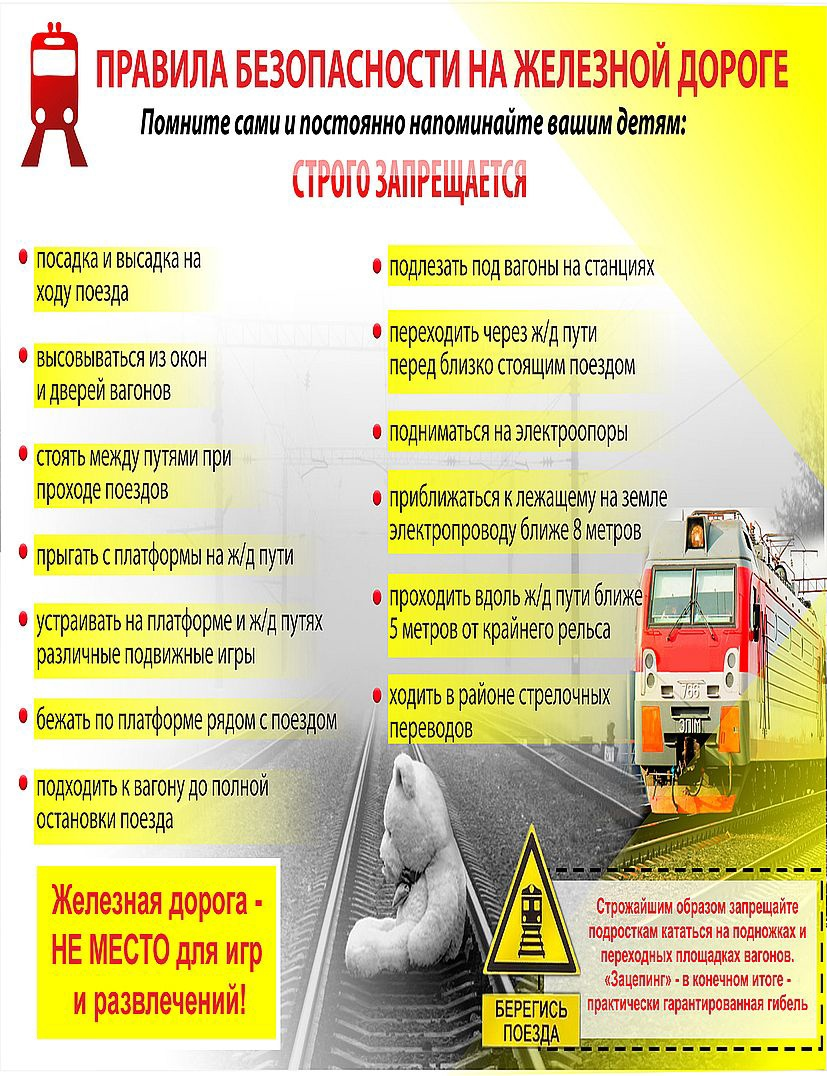 ПРАВИЛА БЕЗОПАСНОСТИ НА ЖЕЛЕЗНОЙ ДОРОГЕ
Помните сами и постоянно напоминайте вашим детям:
СТРОГО ЗАПРЕЩАЕТСЯ
• посадка и высадка на
ходу поезда
• высовываться из окон
и дверей вагонов
• стоять между путями при
проходе поездов
• прыгать с платформы на ж/д пути
• устраивать на платформе и ж/д путях
различные подвижные игры
• бежать по платформе рядом с поездом
• подходить к вагону до полной
остановки поезда
• подлезать под вагоны на станциях
• переходить через ж/д пути
перед близко стоящим поездом
• подниматься на электроопоры
• приближаться к лежащему на земле
электропроводу ближе 8 метров
• проходить вдоль ж/д пути ближе
5 метров от крайнего рельса
• ходить в районе стрелочных
переводов
766
ЭП1М
Железная дорога -
НЕ МЕСТО для игр
и развлечений!
БЕРЕГИСЬ
ПОЕЗДА
Строжайшим образом запрещайте
подросткам кататься на подножках и
переходных площадках вагонов.
«Зацепинг» - в конечном итоге -
практически гарантированная гибель